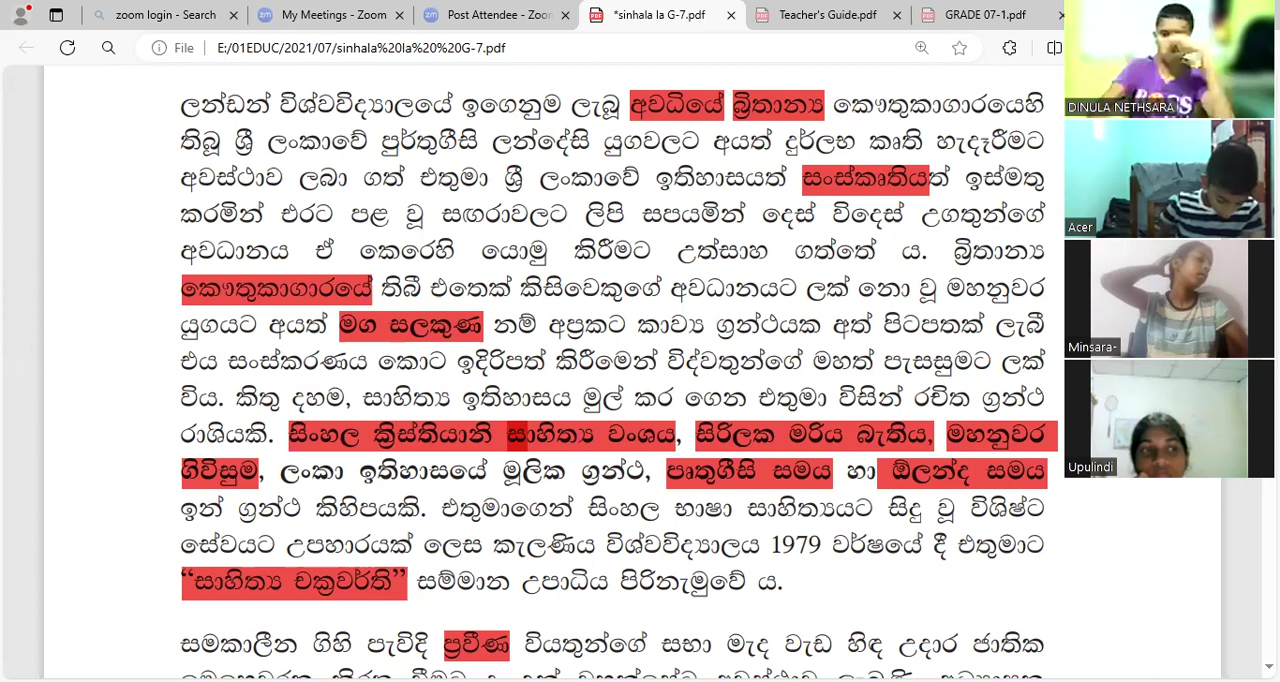 zoom login - Search
My Meetings - Zoom
Post Attendee - Zoo
*sinhala la G-7.pdf
Teacher's Guide.pdf
GRADE 07-1.pdf
File E:/01EDUC/2021/07/sinhala%20la%20%20G-7.pdf
ලන්ඩන් විශ්වවිද්‍යාලයේ ඉගෙනුම ලැබූ අවධියේ බ්‍රිතාන්‍ය කෞතුකාගාරයෙහි
තිබූ ශ්‍රී ලංකාවේ පුර්තුගීසි ලන්දේසි යුගවලට අයත් දුර්ලභ කෘති හැදෑරීමට
අවස්ථාව ලබා ගත් එතුමා ශ්‍රී ලංකාවේ ඉතිහාසයත් සංස්කෘතියත් ඉස්මතු
කරමින් එරට පළ වූ සඟරාවලට ලිපි සපයමින් දෙස් විදෙස් උගතුන්ගේ
අවධානය ඒ කෙරෙහි යොමු කිරීමට උත්සාහ ගත්තේ ය. බ්‍රිතාන්‍ය
කෞතුකාගාරයේ තිබී එතෙක් කිසිවෙකුගේ අවධානයට ලක් නො වූ මහනුවර
යුගයට අයත් මග සලකුණ නම් අප්‍රකට කාව්‍ය ග්‍රන්ථයක අත් පිටපතක් ලැබී
එය සංස්කරණය කොට ඉදිරිපත් කිරීමෙන් විද්වතුන්ගේ මහත් පැසසුමට ලක්
විය. කිතු දහම, සාහිත්‍ය ඉතිහාසය මුල් කර ගෙන එතුමා විසින් රචිත ග්‍රන්ථ
රාශියකි. සිංහල ක්‍රිස්තියානි සාහිත්‍ය වංශය, සිරිලක මරිය බැතිය, මහනුවර
ගිවිසුම, ලංකා ඉතිහාසයේ මූලික ග්‍රන්ථ, පෘතුගීසි සමය හා ඕලන්ද සමය
ඉන් ග්‍රන්ථ කිහිපයකි. එතුමාගෙන් සිංහල භාෂා සාහිත්‍යයට සිදු වූ විශිෂ්ට
සේවයට උපහාරයක් ලෙස කැලණිය විශ්වවිද්‍යාලය 1979 වර්ෂයේ දී එතුමාට
“සාහිත්‍ය චක්‍රවර්ති” සම්මාන උපාධිය පිරිනැමුවේ ය.
සමකාලීන ගිහි පැවිදි ප්‍රවීණ වියතුන්ගේ සභා මැද වැඩ හිඳ උදාර ජාතික
DINULA NETHSARA
Acer
Minsara-
Upulindi